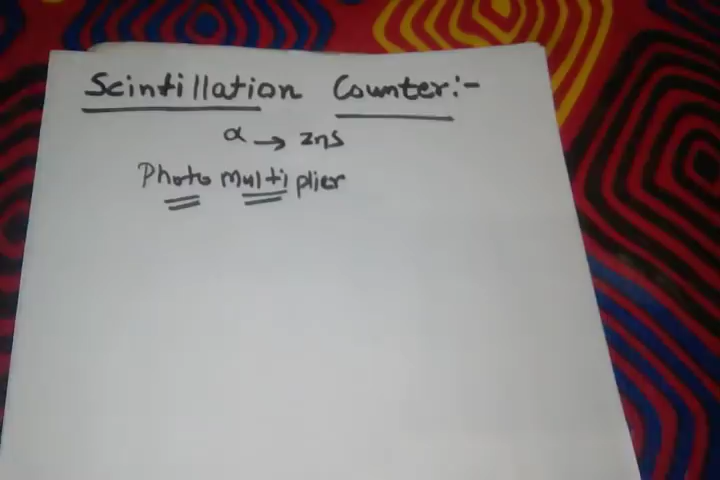 Scintillation Counter:-
α → ZnS
Photo Multiplier